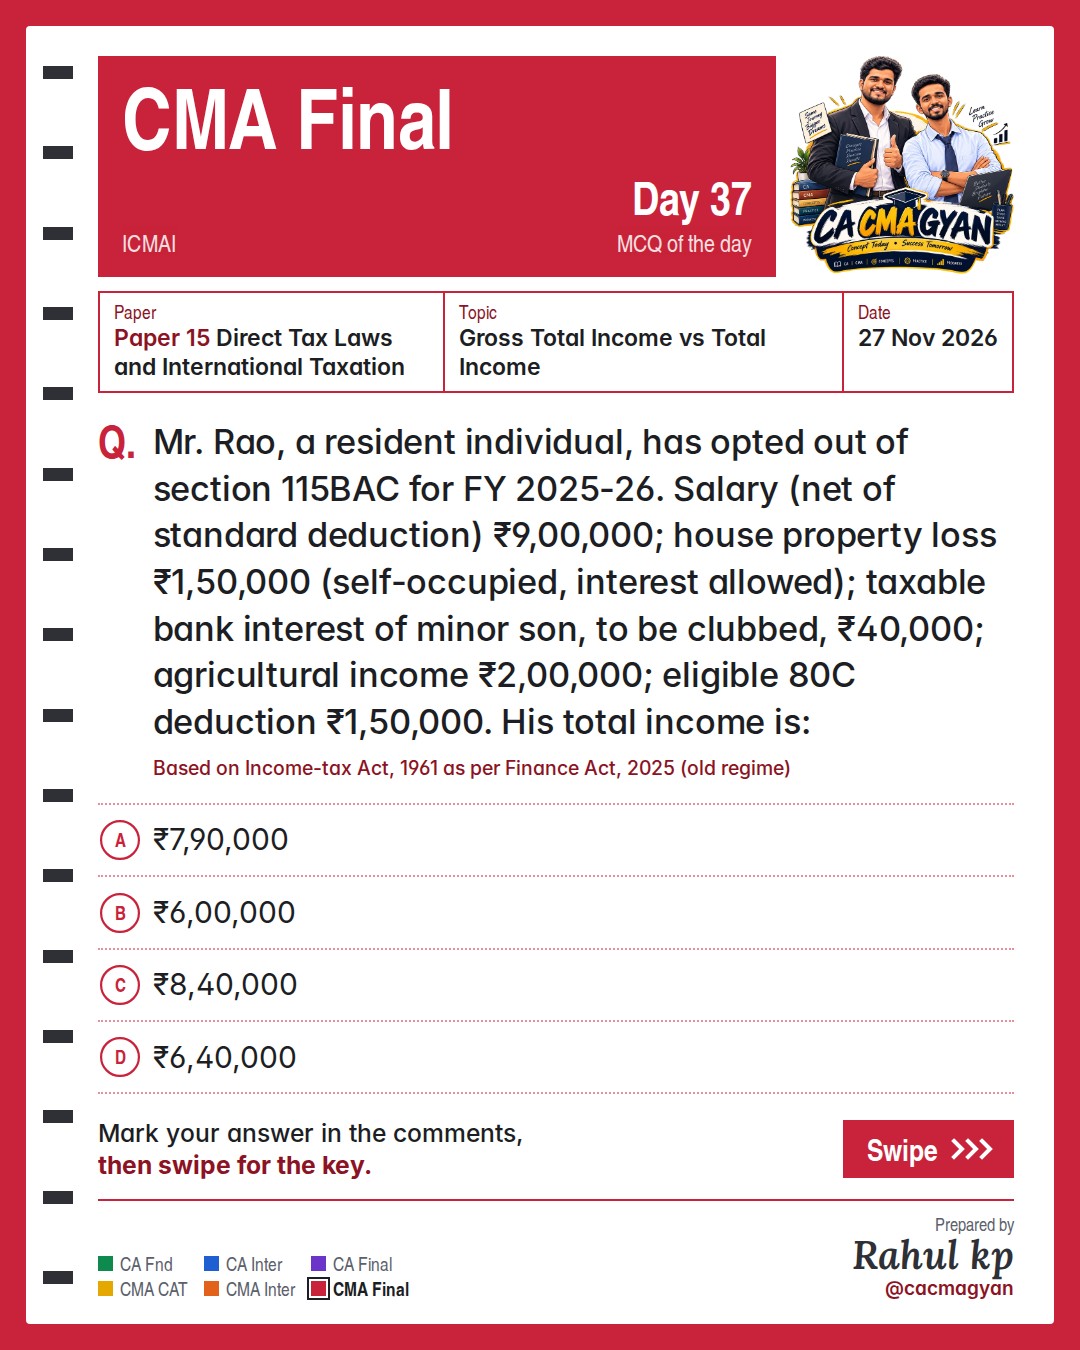 CMA Final
Day 37
ICMAI
MCQ of the day
Learn
Practice
Grow
CA CMA GYAN
Concept Today • Success Tomorrow
Paper
Paper 15 Direct Tax Laws
and International Taxation
Topic
Gross Total Income vs Total
Income
Date
27 Nov 2026
Q. Mr. Rao, a resident individual, has opted out of
section 115BAC for FY 2025-26. Salary (net of
standard deduction) ₹9,00,000; house property loss
₹1,50,000 (self-occupied, interest allowed); taxable
bank interest of minor son, to be clubbed, ₹40,000;
agricultural income ₹2,00,000; eligible 80C
deduction ₹1,50,000. His total income is:
Based on Income-tax Act, 1961 as per Finance Act, 2025 (old regime)
A ₹7,90,000
B ₹6,00,000
C ₹8,40,000
D ₹6,40,000
Mark your answer in the comments,
then swipe for the key.
Swipe
Prepared by
Rahul kp
@cacmagyan
CA Fnd CA Inter CA Final
CMA CAT CMA Inter CMA Final